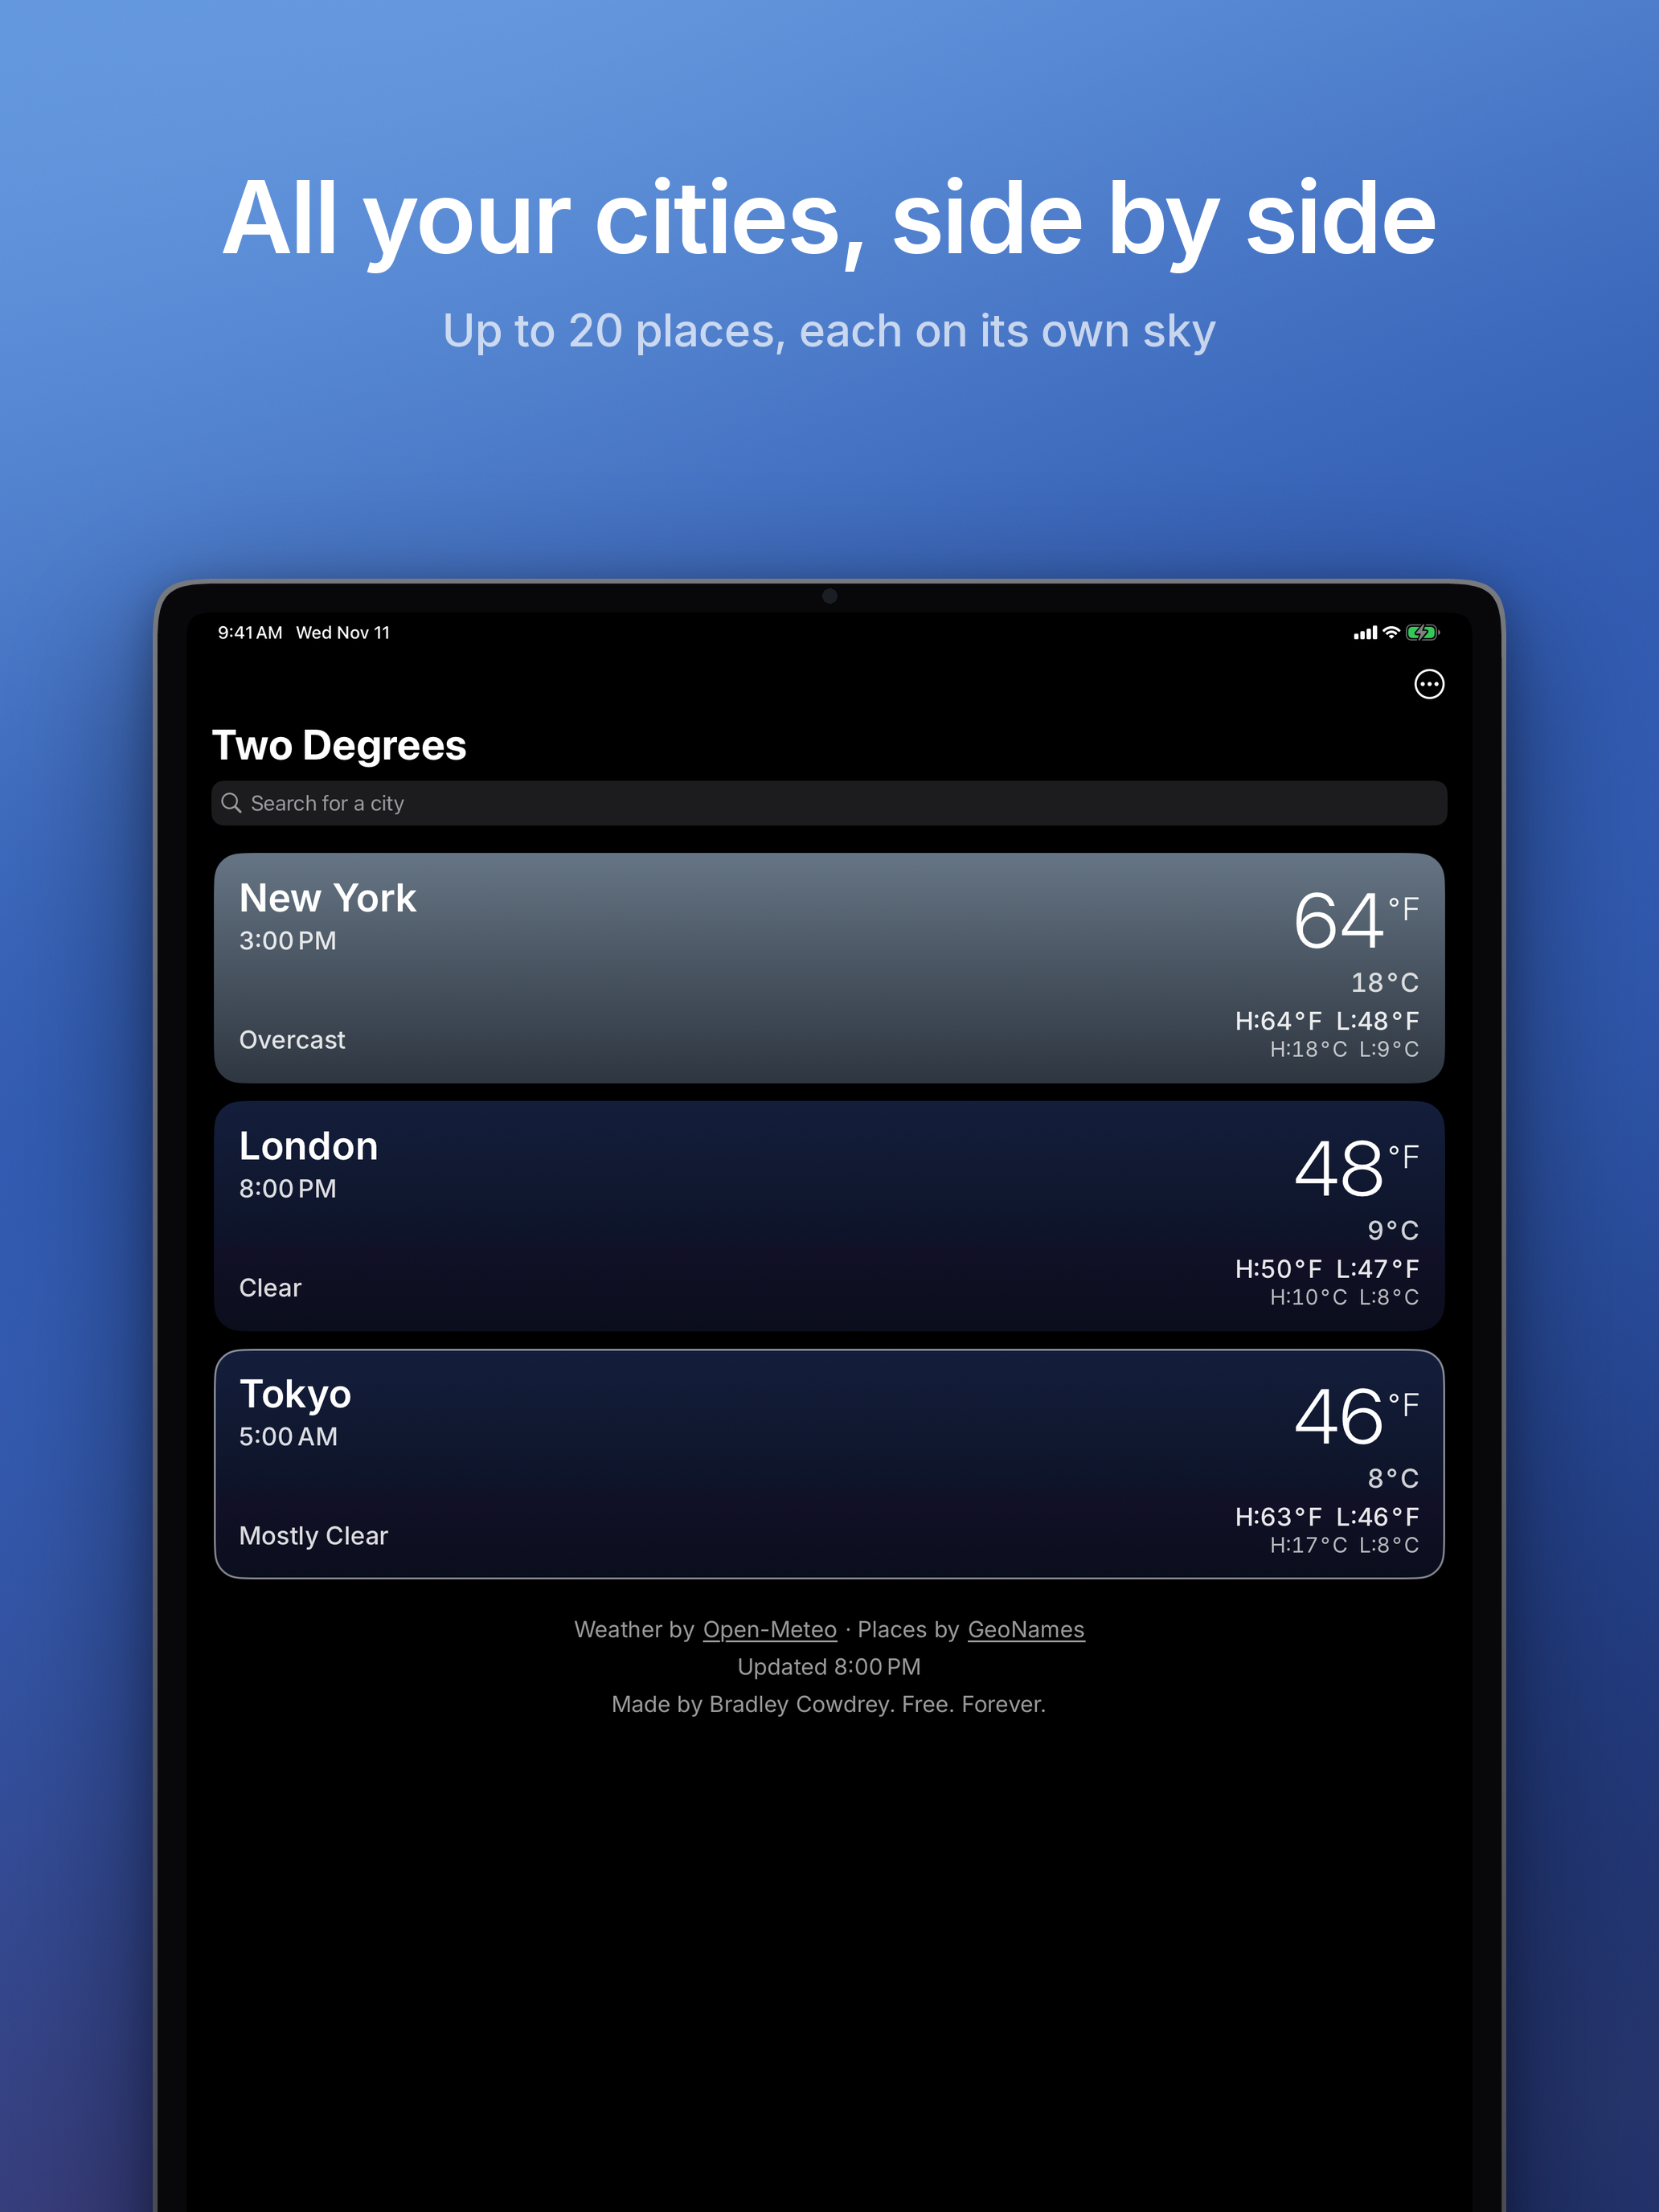 All your cities, side by side
Up to 20 places, each on its own sky
9:41 AM Wed Nov 11
Two Degrees
Search for a city
New York
3:00 PM
Overcast
64°F
18°C
H:64°F L:48°F
H:18°C L:9°C
London
8:00 PM
Clear
48°F
9°C
H:50°F L:47°F
H:10°C L:8°C
Tokyo
5:00 AM
Mostly Clear
46°F
8°C
H:63°F L:46°F
H:17°C L:8°C
Weather by Open-Meteo · Places by GeoNames
Updated 8:00 PM
Made by Bradley Cowdrey. Free. Forever.